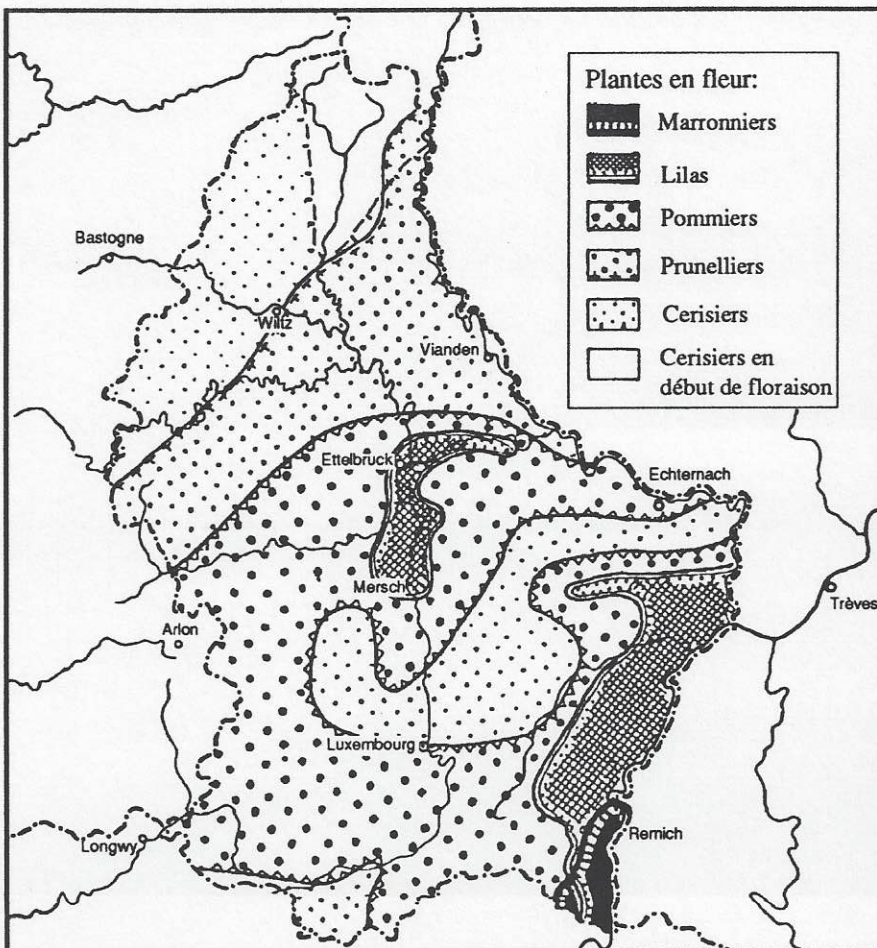 Plantes en fleur:
Marronniers
Lilas
Pommiers
Prunelliers
Cerisiers
Cerisiers en
début de floraison
Bastogne
Wiltz
Vianden
Ettelbruck
Echternach
Mersch
Trèves
Arlon
Luxembourg
Remich
Longwy